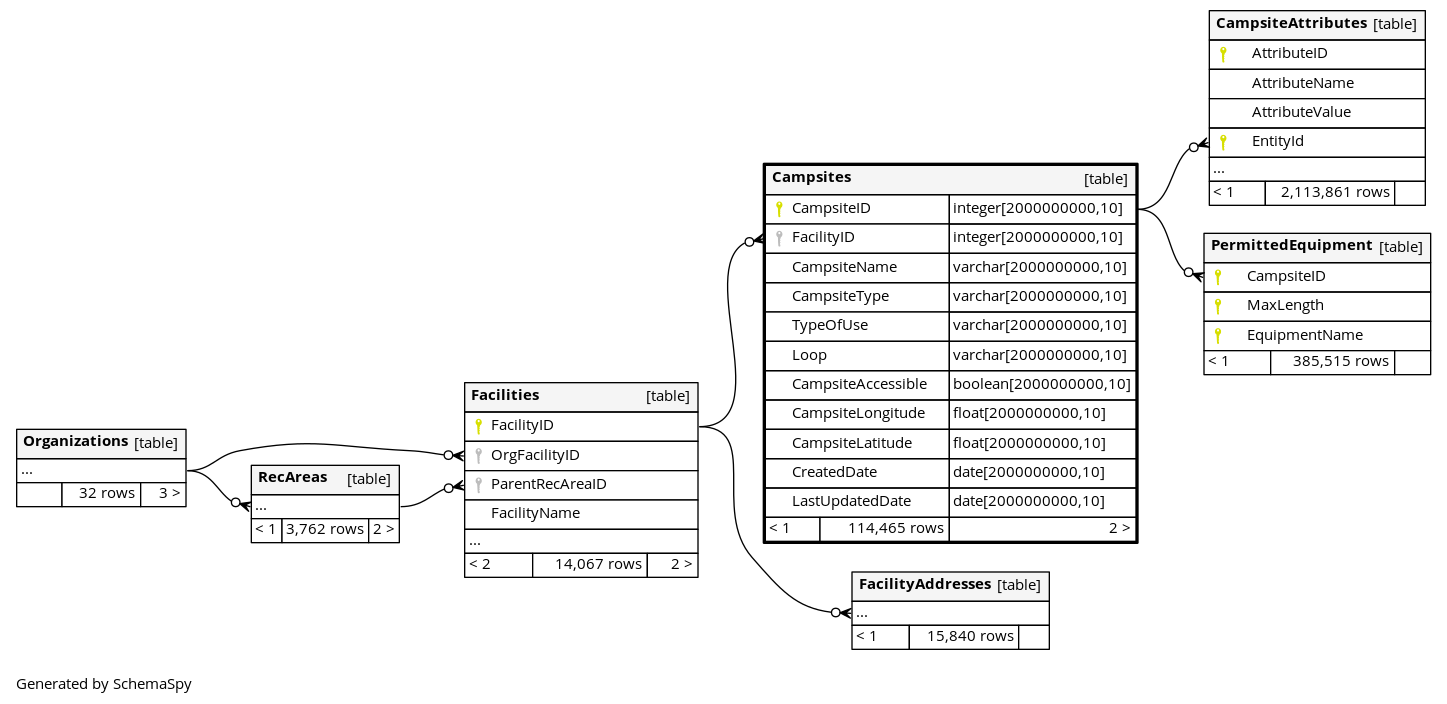 CampsiteAttributes [table]
AttributeID
AttributeName
AttributeValue
EntityId
...
< 1 2,113,861 rows
Campsites [table]
CampsiteID integer[2000000000,10]
FacilityID integer[2000000000,10]
CampsiteName varchar[2000000000,10]
CampsiteType varchar[2000000000,10]
TypeOfUse varchar[2000000000,10]
Loop varchar[2000000000,10]
CampsiteAccessible boolean[2000000000,10]
CampsiteLongitude float[2000000000,10]
CampsiteLatitude float[2000000000,10]
CreatedDate date[2000000000,10]
LastUpdatedDate date[2000000000,10]
< 1 114,465 rows 2 >
PermittedEquipment [table]
CampsiteID
MaxLength
EquipmentName
< 1 385,515 rows
Facilities [table]
FacilityID
OrgFacilityID
ParentRecAreaID
FacilityName
...
< 2 14,067 rows 2 >
Organizations [table]
...
32 rows 3 >
RecAreas [table]
...
< 1 3,762 rows 2 >
FacilityAddresses [table]
...
< 1 15,840 rows
Generated by SchemaSpy